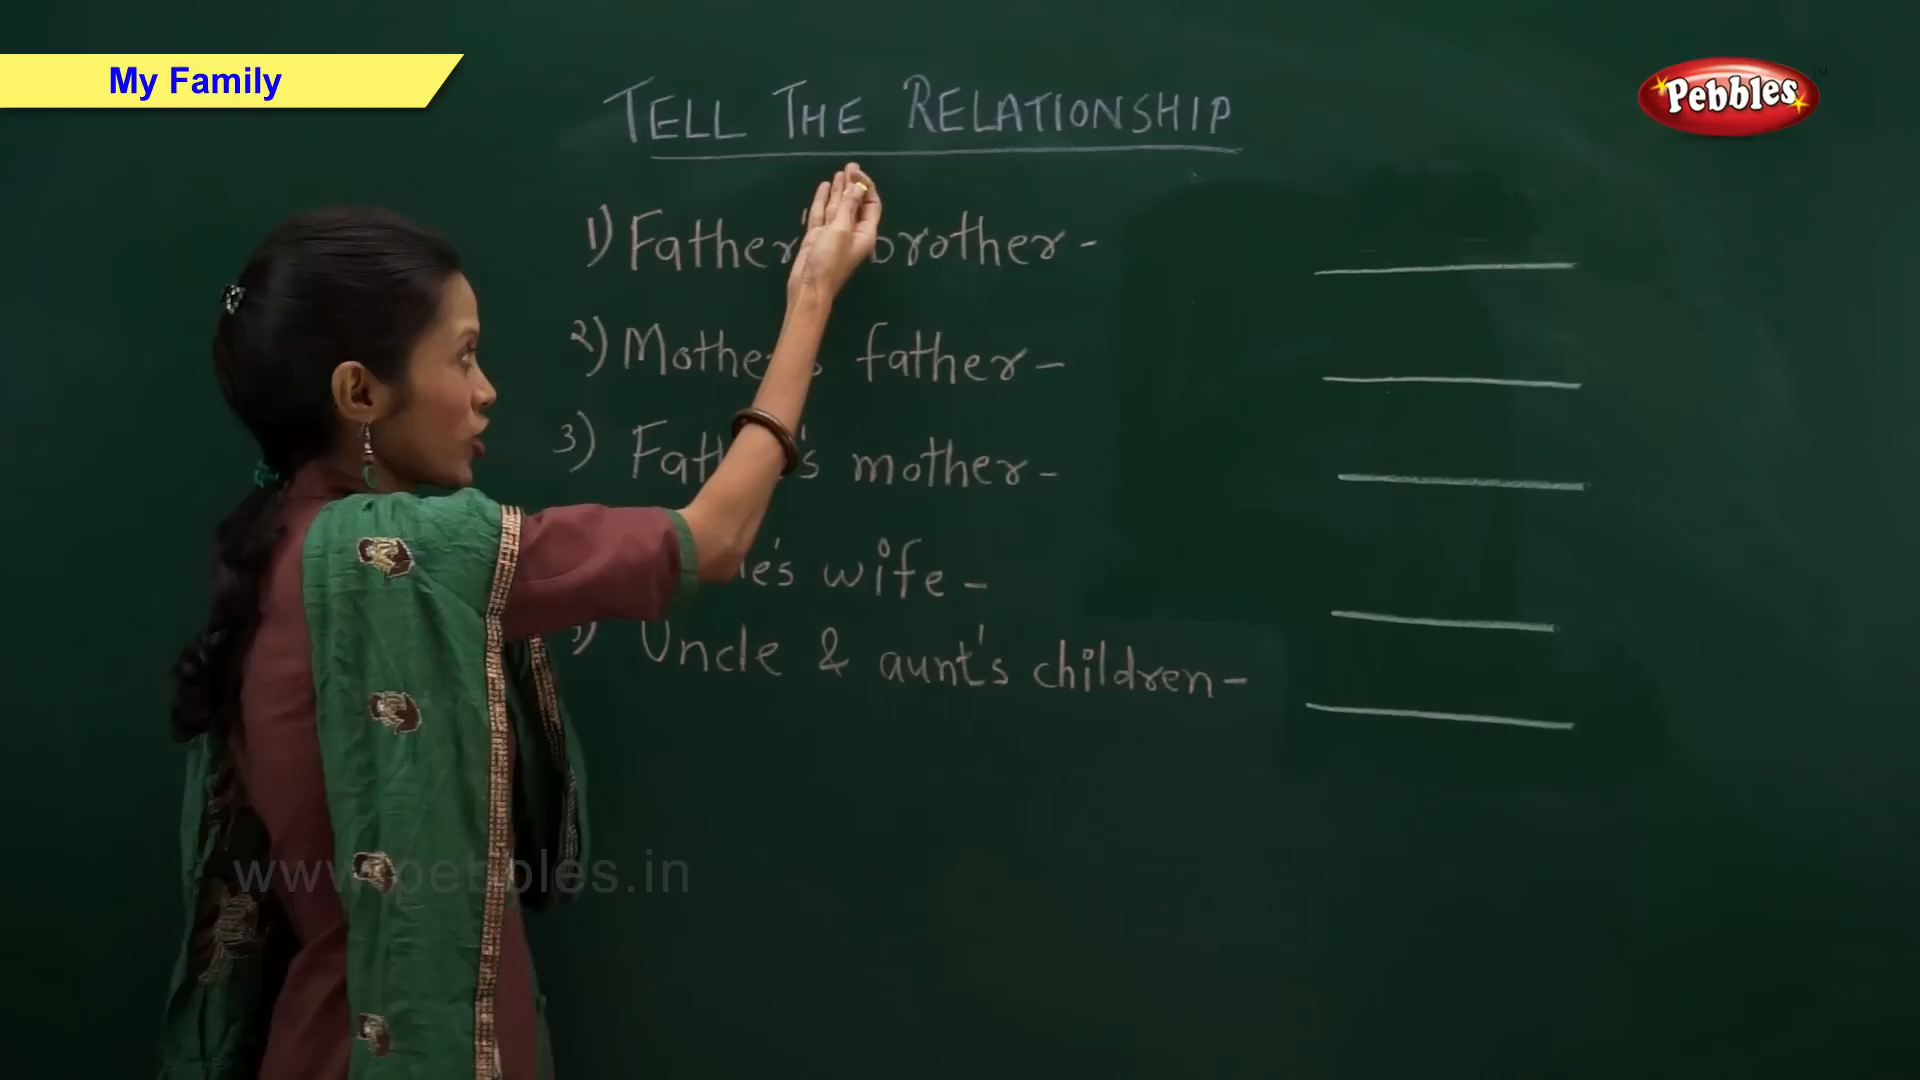 My Family
Pebbles
TELL THE RELATIONSHIP
1) Father's brother -
2) Mother's father -
3) Father's mother -
wife -
Uncle & aunt's children -
www.pebbles.in